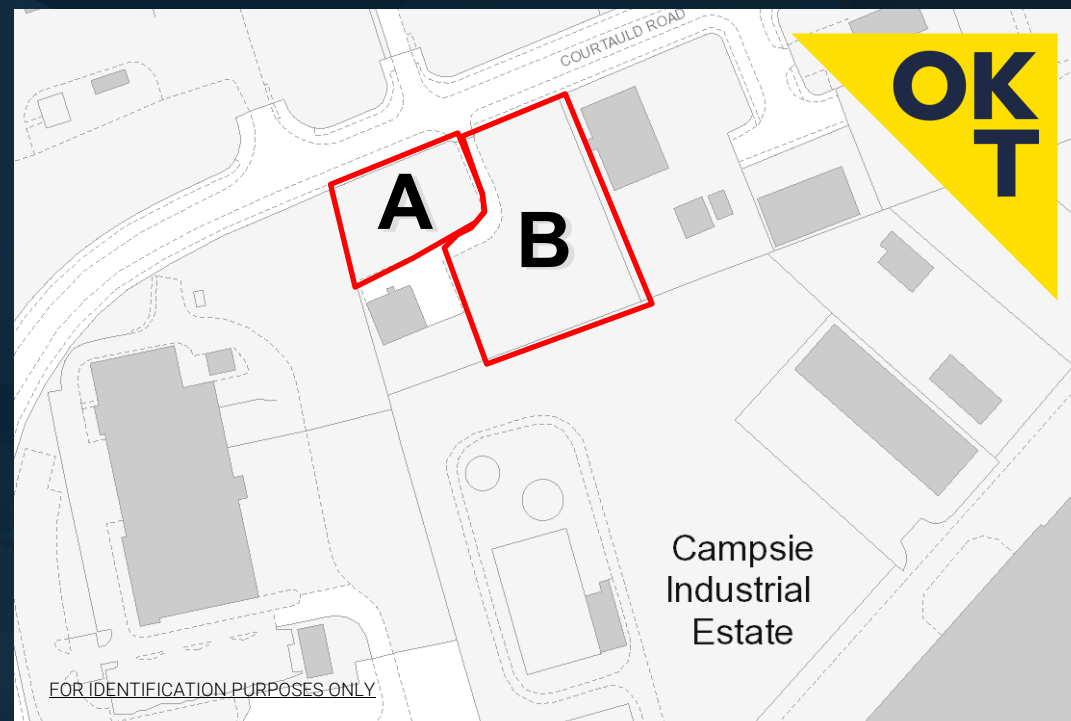 COURTAULD ROAD
OK
T
A
B
Campsie
Industrial
Estate
FOR IDENTIFICATION PURPOSES ONLY